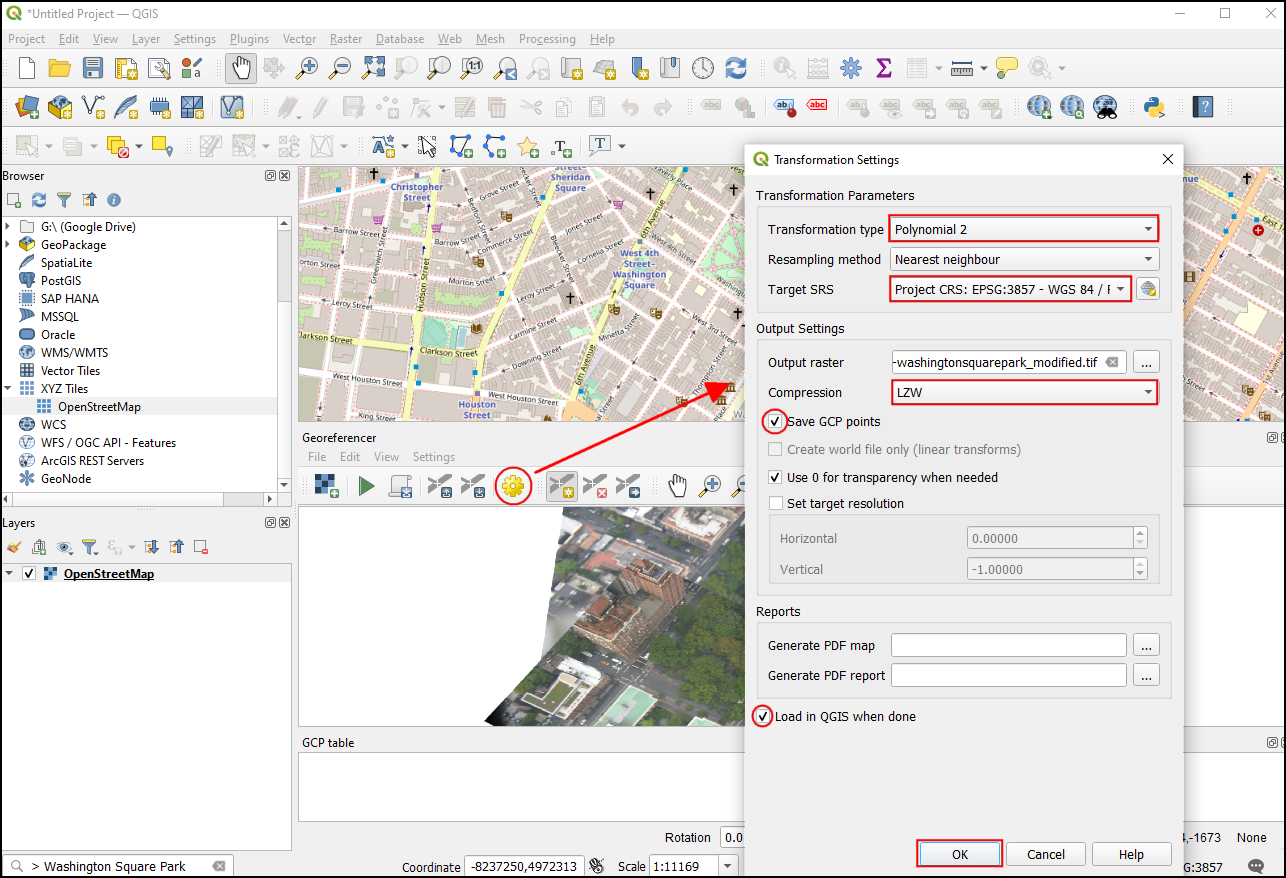 *Untitled Project — QGIS
Project Edit View Layer Settings Plugins Vector Raster Database Web Mesh Processing Help
Browser
G:\ (Google Drive)
GeoPackage
SpatiaLite
PostGIS
SAP HANA
MSSQL
Oracle
WMS/WMTS
Vector Tiles
XYZ Tiles
OpenStreetMap
WCS
WFS / OGC API - Features
ArcGIS REST Servers
GeoNode
Layers
OpenStreetMap
> Washington Square Park
Christopher
Street
Grove Street
Bedford Street
Barrow Street
Commerce Street
Morton Street
Greenwich Street
Hudson Street
Leroy Street
Leroy Street
Clarkson Street
Clarkson Street
Carmine Street
Downing Street
West Houston Street
West Houston Street
King Street
Houston
Street
Street-
Sheridan
Square
Waverly Place
6th Avenue
Jones Street
Bleecker Street
Cornelia Street
West 4th
Street–
Washington
Square
Minetta Street
West 3rd Street
6th Avenue
Thompson Street
Georeferencer
File Edit View Settings
GCP table
Rotation 0.0
Coordinate -8237250,4972313 Scale 1:11169
4,-1673 None
G:3857
Transformation Settings
Transformation Parameters
Transformation type Polynomial 2
Resampling method Nearest neighbour
Target SRS Project CRS: EPSG:3857 - WGS 84 /
Output Settings
Output raster -washingtonsquarepark_modified.tif ...
Compression LZW
Save GCP points
Create world file only (linear transforms)
Use 0 for transparency when needed
Set target resolution
Horizontal 0.00000
Vertical -1.00000
Reports
Generate PDF map ...
Generate PDF report ...
Load in QGIS when done
OK Cancel Help